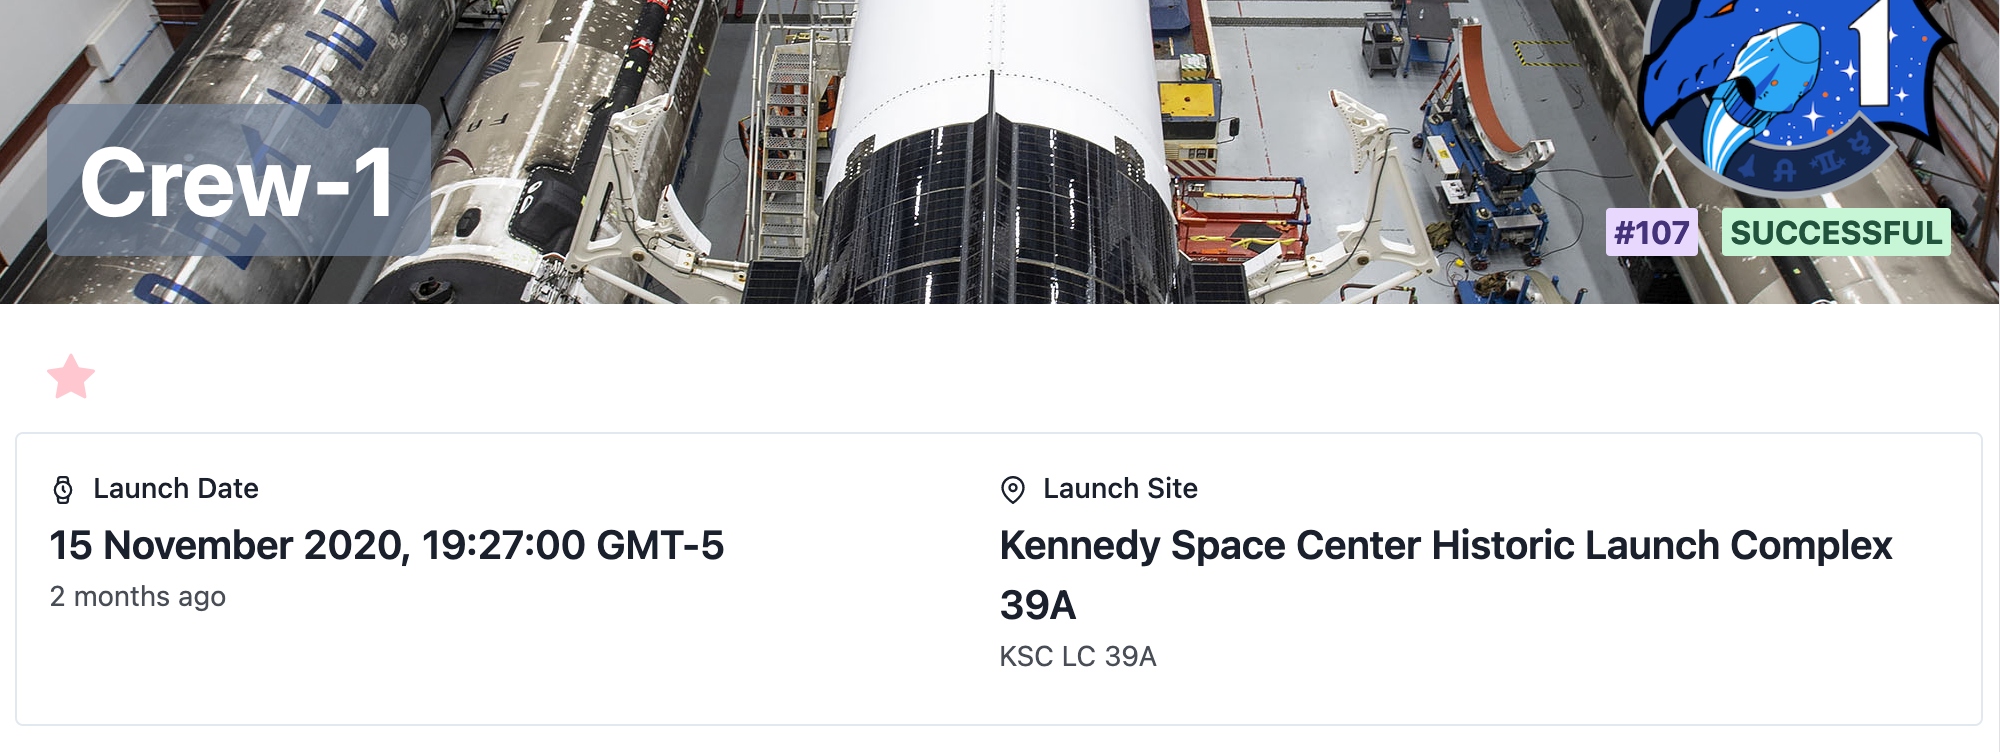 Crew-1
1
#107 SUCCESSFUL
Launch Date
15 November 2020, 19:27:00 GMT-5
2 months ago
Launch Site
Kennedy Space Center Historic Launch Complex
39A
KSC LC 39A